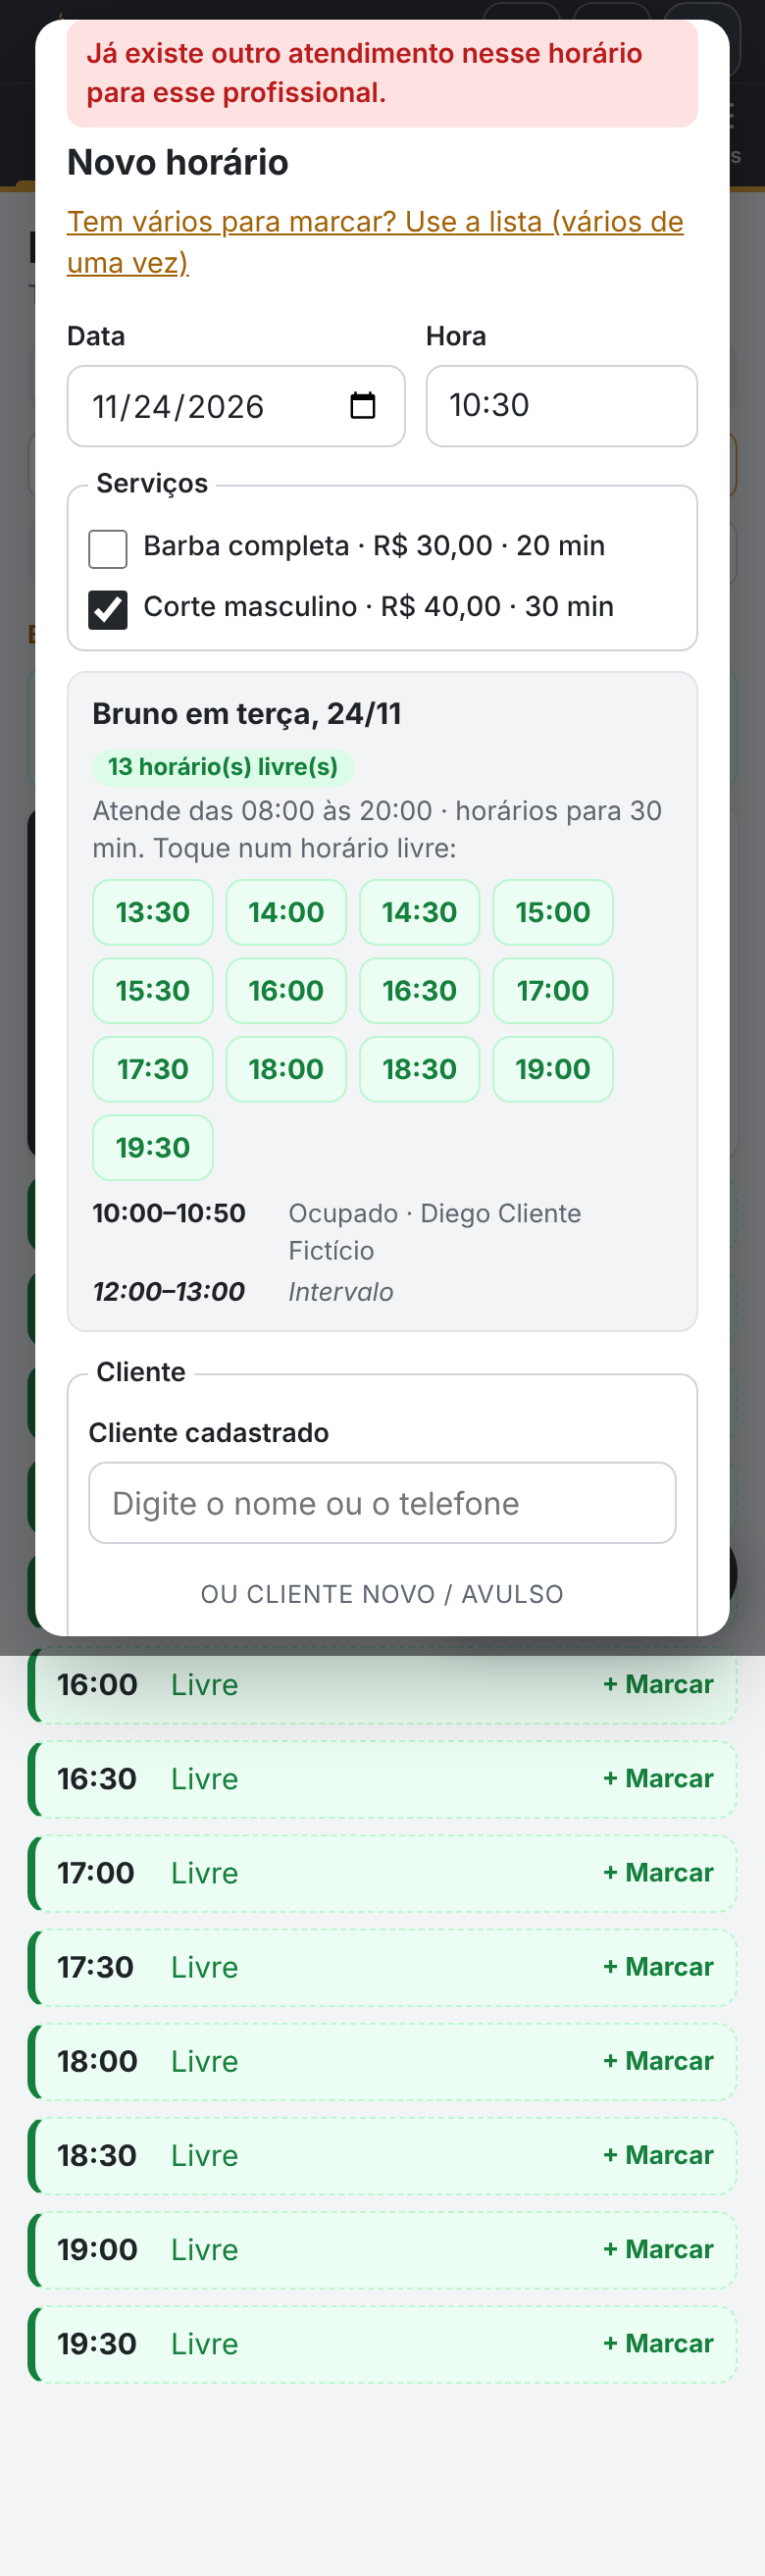 Já existe outro atendimento nesse horário
para esse profissional.
Novo horário
Tem vários para marcar? Use a lista (vários de
uma vez)
Data
Hora
11/24/2026
10:30
Serviços
Barba completa · R$ 30,00 · 20 min
Corte masculino · R$ 40,00 · 30 min
Bruno em terça, 24/11
13 horário(s) livre(s)
Atende das 08:00 às 20:00 · horários para 30
min. Toque num horário livre:
13:30 14:00 14:30 15:00
15:30 16:00 16:30 17:00
17:30 18:00 18:30 19:00
19:30
10:00–10:50 Ocupado · Diego Cliente
Fictício
12:00–13:00 Intervalo
Cliente
Cliente cadastrado
Digite o nome ou o telefone
OU CLIENTE NOVO / AVULSO
16:00 Livre + Marcar
16:30 Livre + Marcar
17:00 Livre + Marcar
17:30 Livre + Marcar
18:00 Livre + Marcar
18:30 Livre + Marcar
19:00 Livre + Marcar
19:30 Livre + Marcar